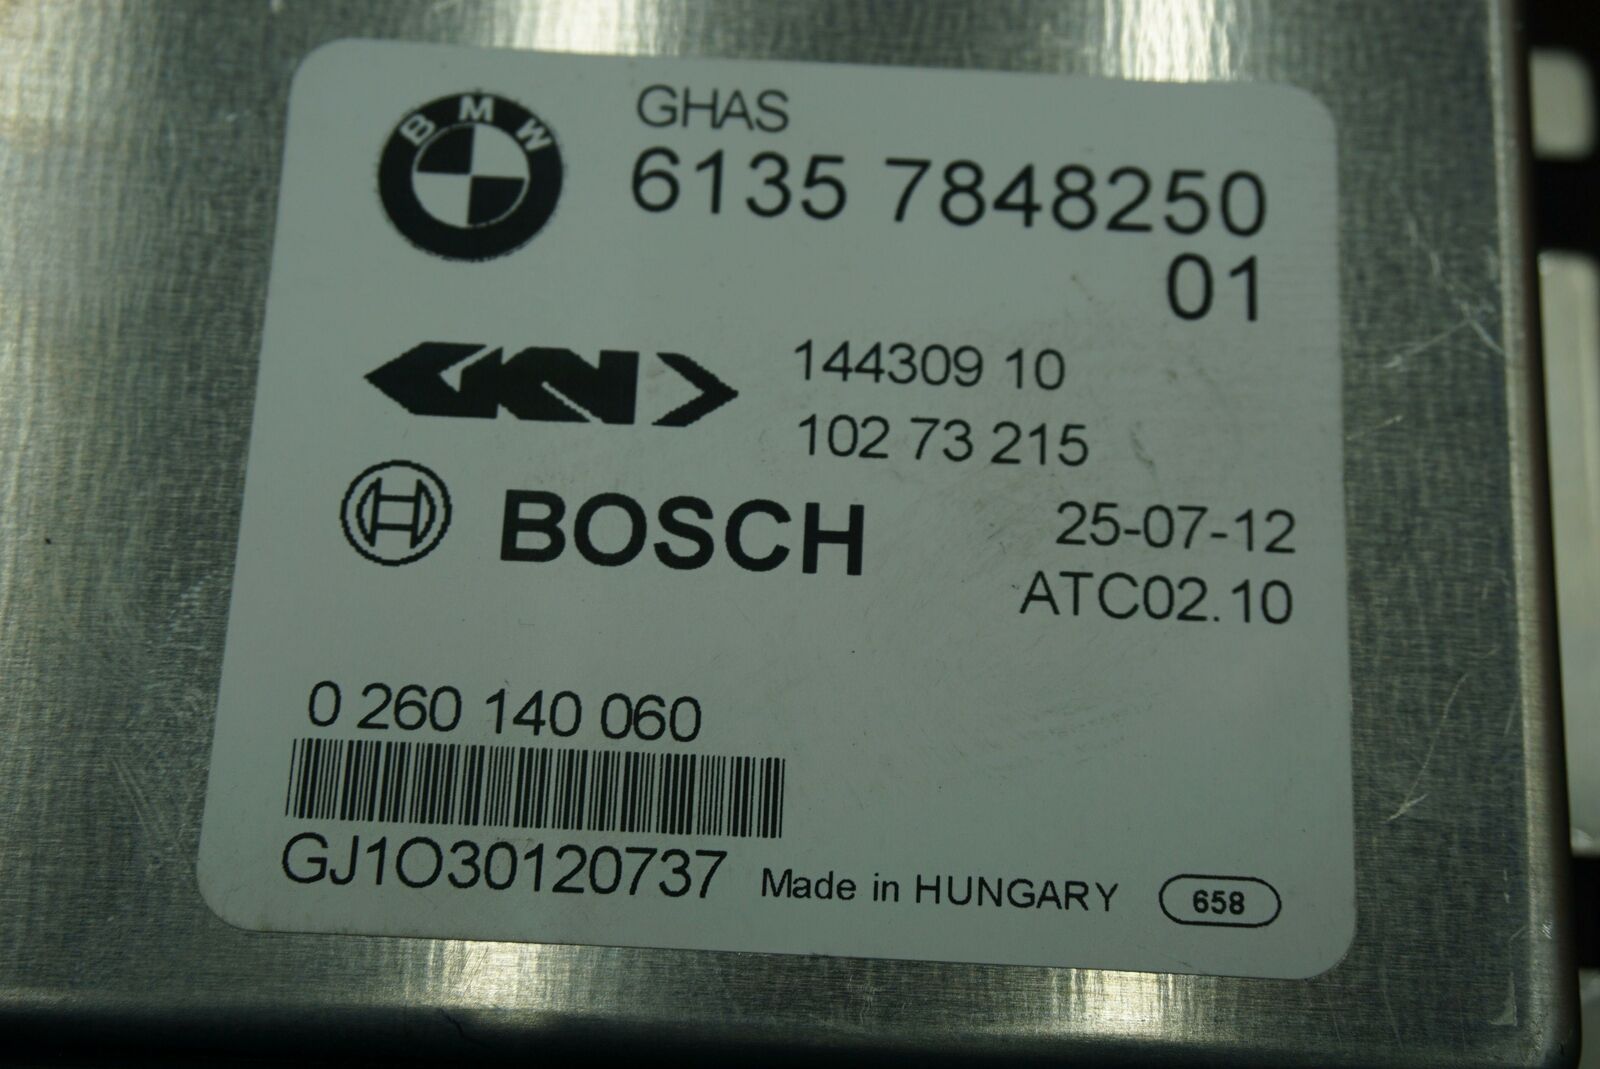 BMW
GHAS
6135 7848250
01
GKN
144309 10
102 73 215
BOSCH
25-07-12
ATC02.10
0 260 140 060
GJ1O30120737
Made in HUNGARY
658